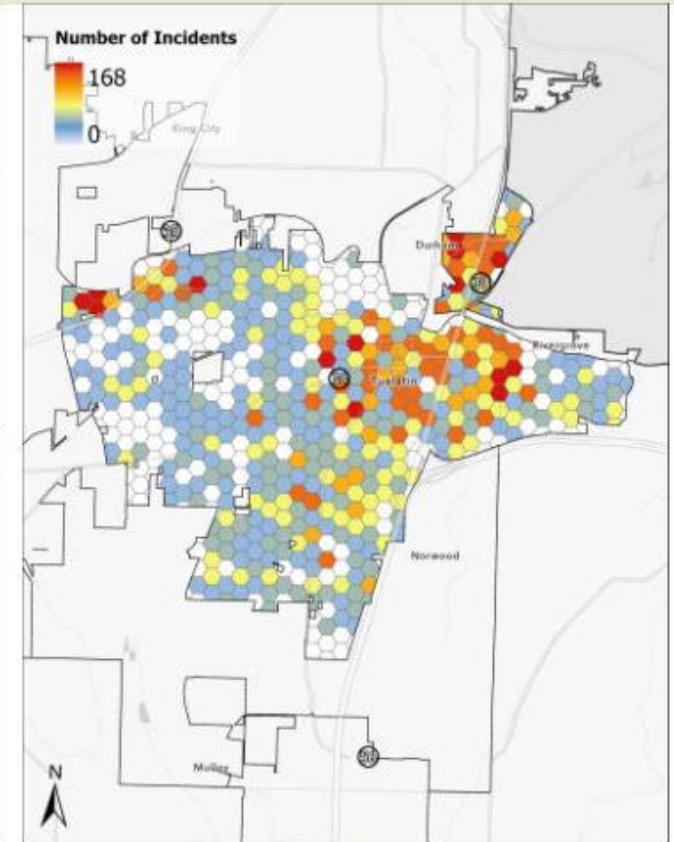 Number of Incidents
168
0
King City
Durham
Rivergrove
Tualatin
Norwood
N